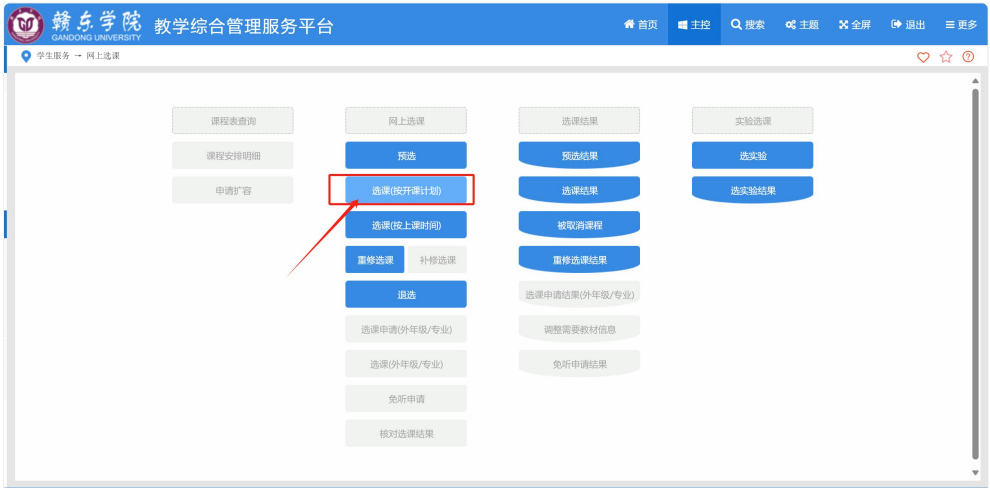 赣东学院
GANDONG UNIVERSITY
教学综合管理服务平台
首页 主控 搜索 主题 全屏 退出 更多
学生服务 → 网上选课
课程表查询 网上选课 选课结果 实验选课
课程安排明细 预选 预选结果 选实验
申请扩容 选课(按开课计划) 选课结果 选实验结果
选课(按上课时间) 被取消课程
重修选课 补修选课 重修选课结果
退选 选课申请结果(外年级/专业)
选课申请(外年级/专业) 调整需要教材信息
选课(外年级/专业) 免听申请结果
免听申请
核对选课结果